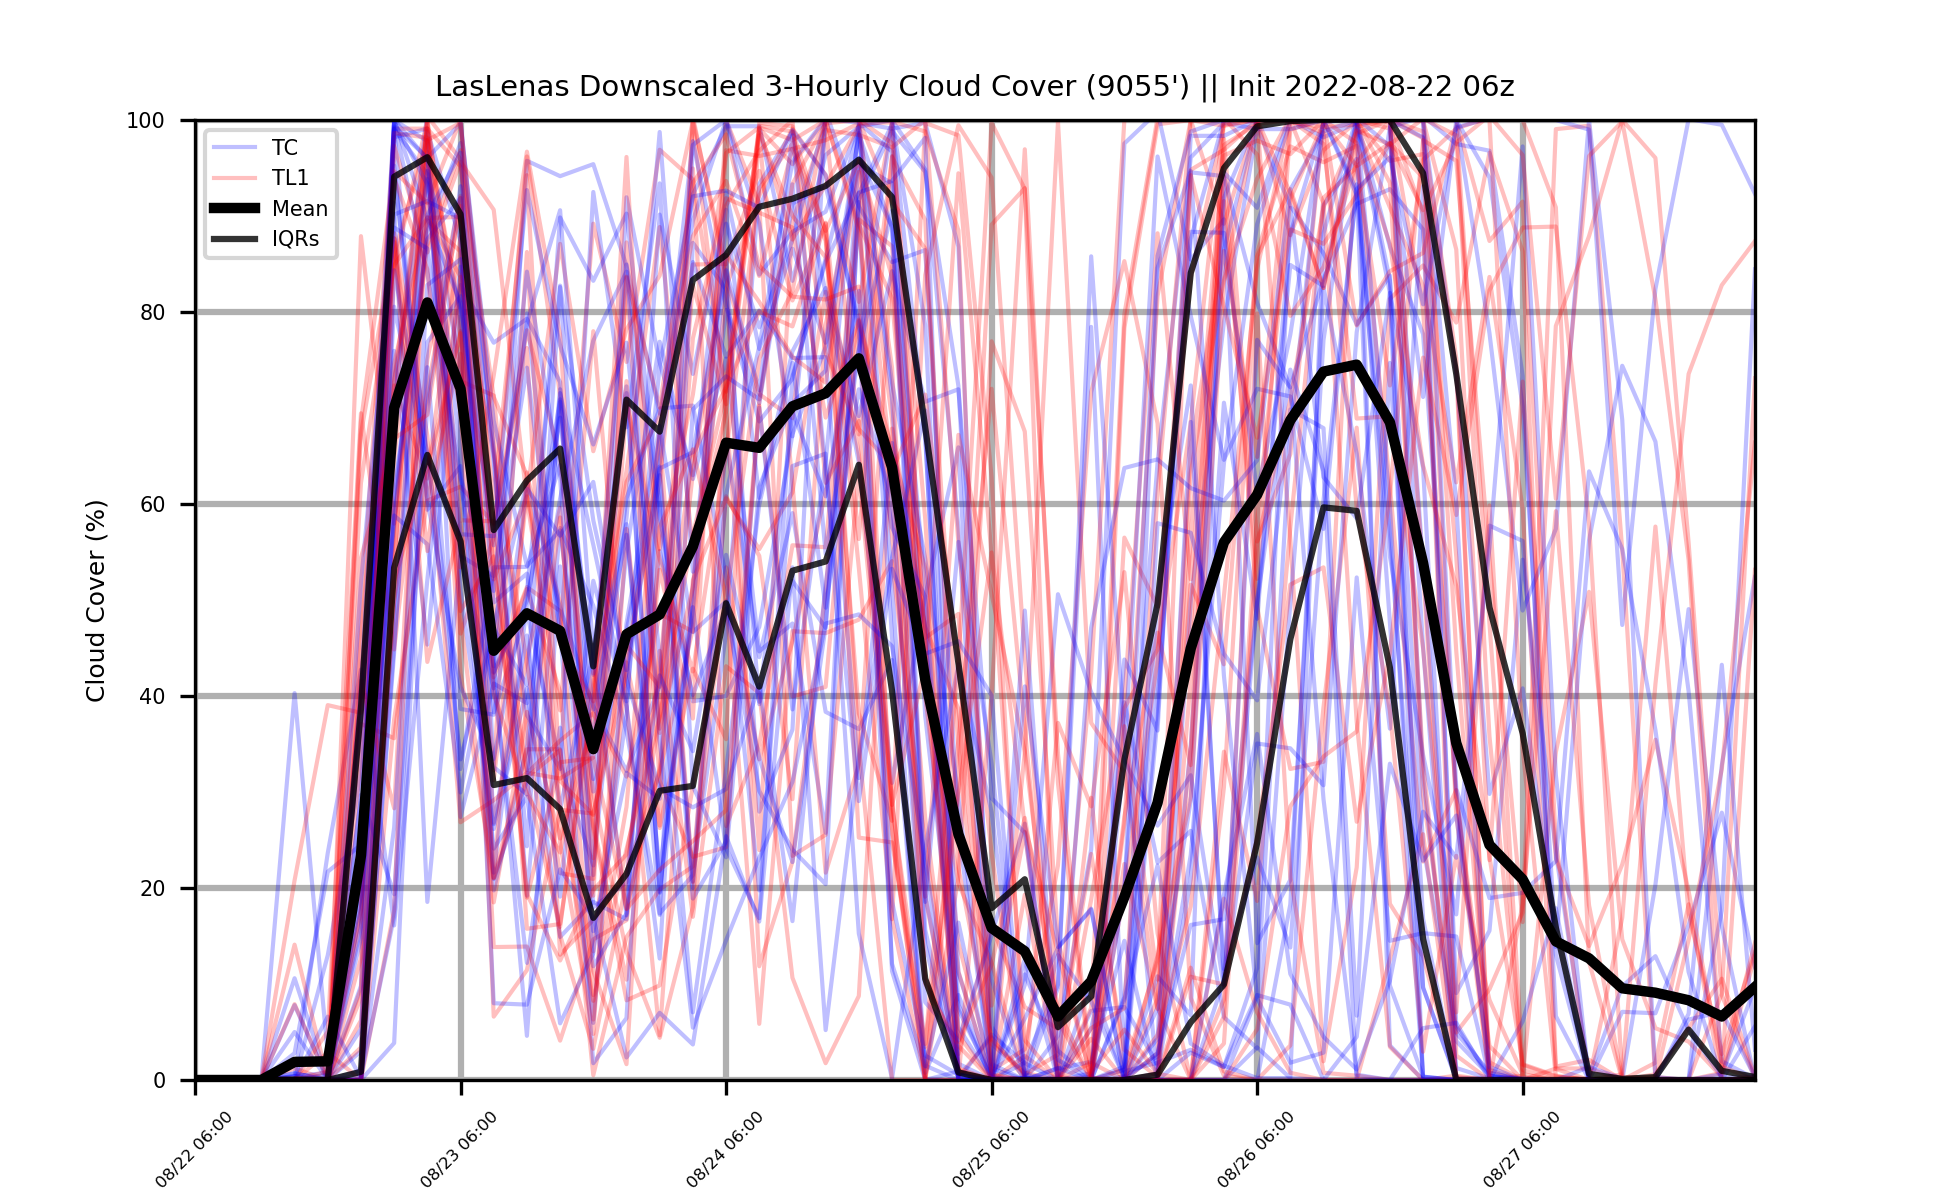 LasLenas Downscaled 3-Hourly Cloud Cover (9055') || Init 2022-08-22 06z
TC
TL1
Mean
IQRs
Cloud Cover (%)
100
80
60
40
20
0
08/22 06:00
08/23 06:00
08/24 06:00
08/25 06:00
08/26 06:00
08/27 06:00